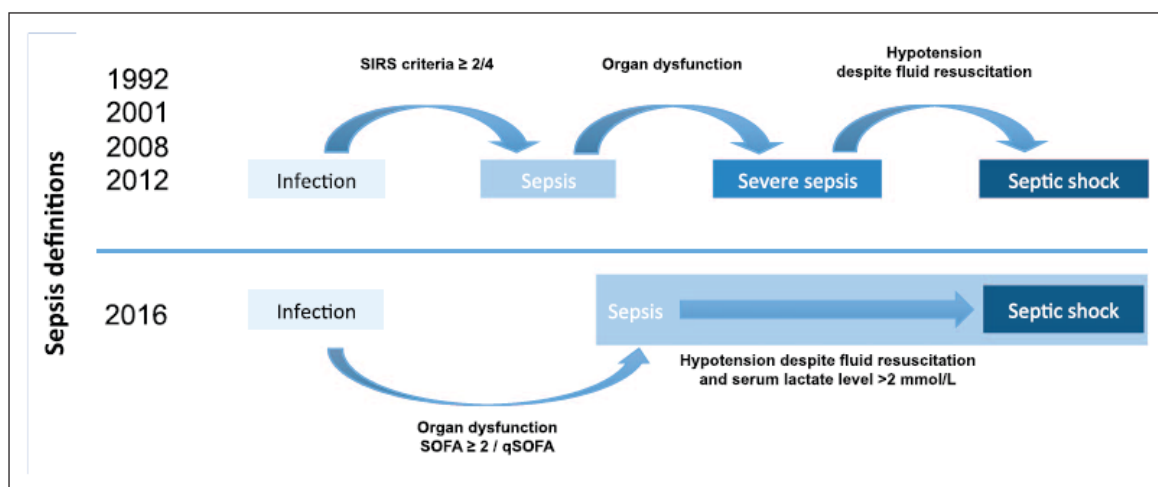 Sepsis definitions
1992
2001
2008
2012
SIRS criteria ≥ 2/4
Organ dysfunction
Hypotension
despite fluid resuscitation
Infection
Sepsis
Severe sepsis
Septic shock
2016
Infection
Sepsis
Septic shock
Hypotension despite fluid resuscitation
and serum lactate level >2 mmol/L
Organ dysfunction
SOFA ≥ 2 / qSOFA